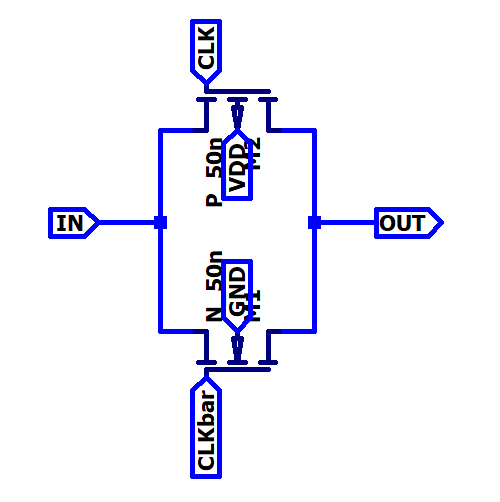 CLK
P_50n
VDD
M2
IN
OUT
N_50n
GND
M1
CLKbar